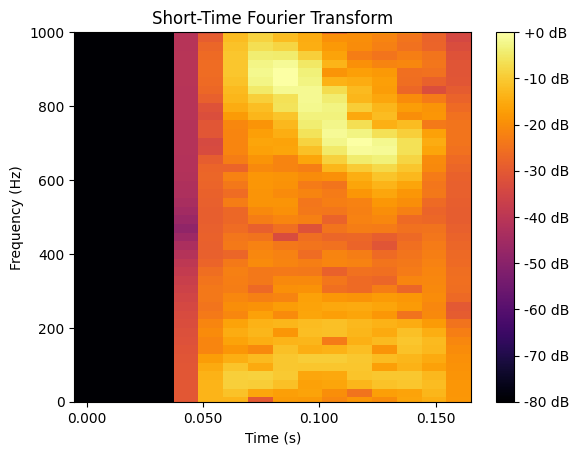 Short-Time Fourier Transform
Frequency (Hz)
1000
800
600
400
200
0
0.000
0.050
0.100
0.150
Time (s)
+0 dB
-10 dB
-20 dB
-30 dB
-40 dB
-50 dB
-60 dB
-70 dB
-80 dB